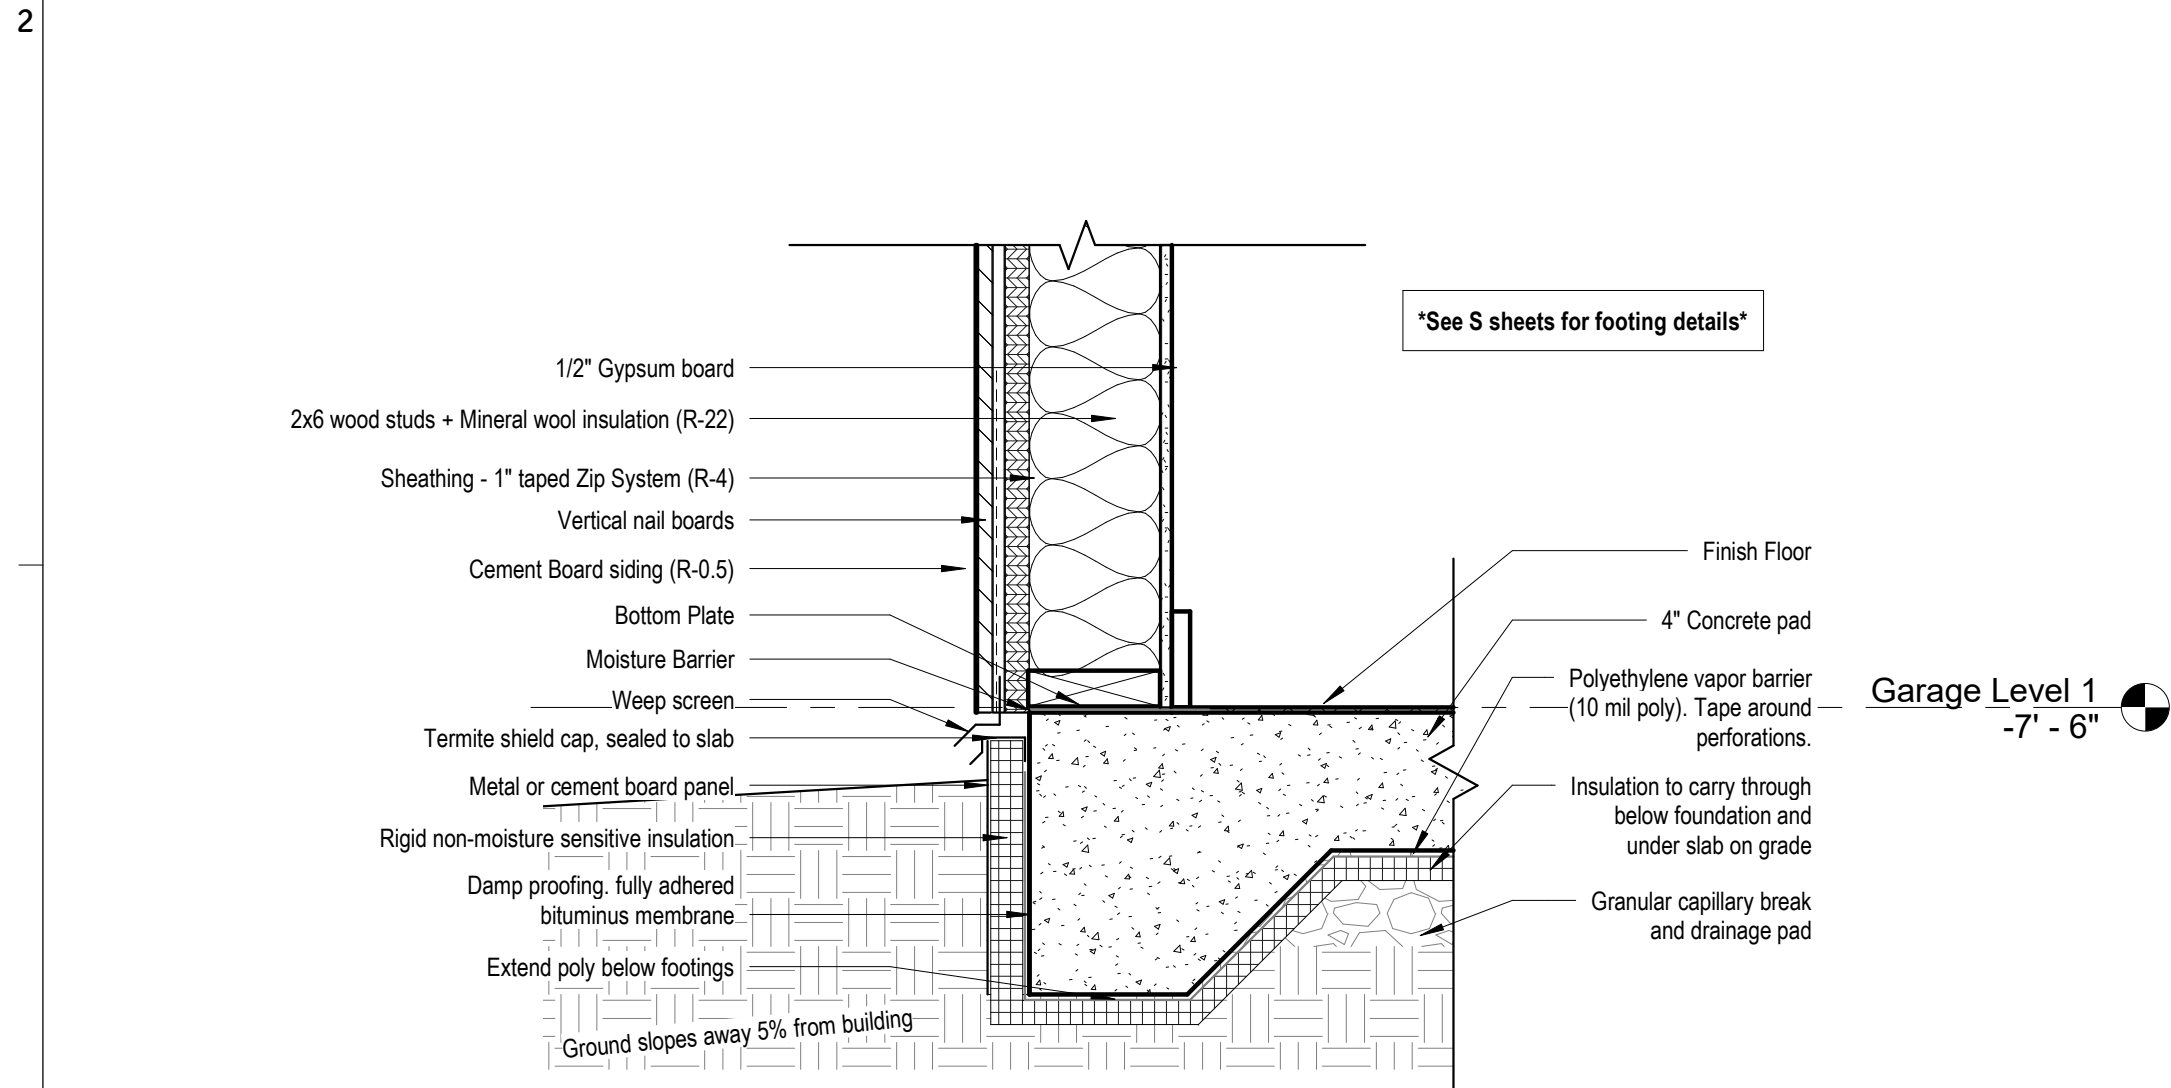 2
*See S sheets for footing details*
1/2" Gypsum board
2x6 wood studs + Mineral wool insulation (R-22)
Sheathing - 1" taped Zip System (R-4)
Vertical nail boards
Cement Board siding (R-0.5)
Bottom Plate
Moisture Barrier
Weep screen
Termite shield cap, sealed to slab
Metal or cement board panel
Rigid non-moisture sensitive insulation
Damp proofing. fully adhered
bituminus membrane
Extend poly below footings
Ground slopes away 5% from building
Finish Floor
4" Concrete pad
Polyethylene vapor barrier
(10 mil poly). Tape around
perforations.
Insulation to carry through
below foundation and
under slab on grade
Granular capillary break
and drainage pad
Garage Level 1
-7' - 6"